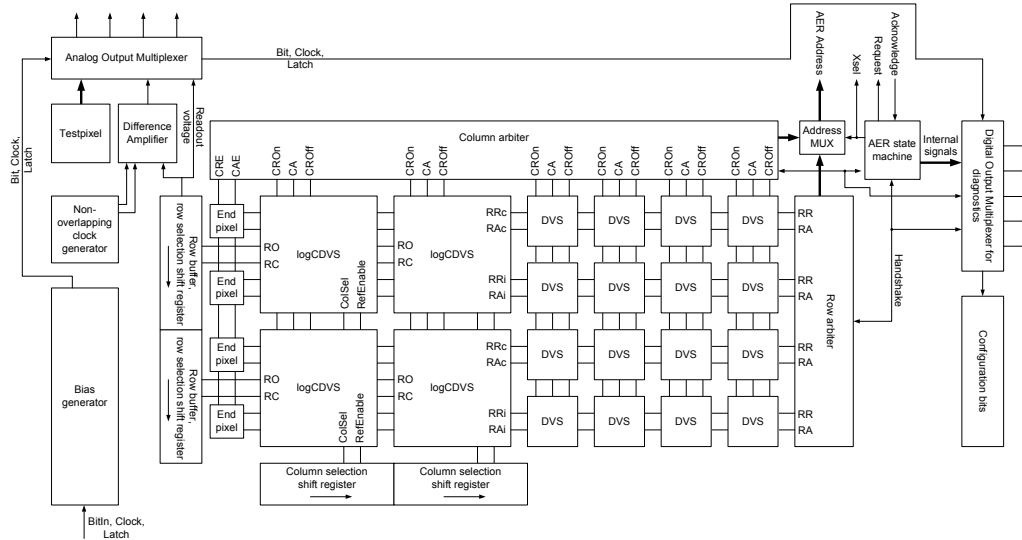 AER Address
Xsel
Request
Acknowledge
Analog Output Multiplexer
Bit, Clock,
Latch
Testpixel
Difference
Amplifier
Readout
voltage
Bit, Clock,
Latch
Column arbiter
Address
MUX
AER state
machine
Internal
signals
Digital Output Multiplexer for
diagnostics
CRE
CAE
CROn
CA
CROff
CROn
CA
CROff
CROn
CA
CROff
CROn
CA
CROff
CROn
CA
CROff
CROn
CA
CROff
Non-
overlapping
clock generator
Row buffer,
row selection shift register
End
pixel
logCDVS
RO
RC
ColSel
RefEnable
RO
RC
logCDVS
RRc
RAc
RRi
RAi
DVS
DVS
DVS
DVS
RR
RA
End
pixel
DVS
DVS
DVS
DVS
RR
RA
Handshake
Row arbiter
Bias
generator
Row buffer,
row selection shift register
End
pixel
logCDVS
RO
RC
ColSel
RefEnable
RO
RC
logCDVS
RRc
RAc
RRi
RAi
DVS
DVS
DVS
DVS
RR
RA
End
pixel
DVS
DVS
DVS
DVS
RR
RA
Configuration bits
Column selection
shift register
Column selection
shift register
BitIn, Clock,
Latch